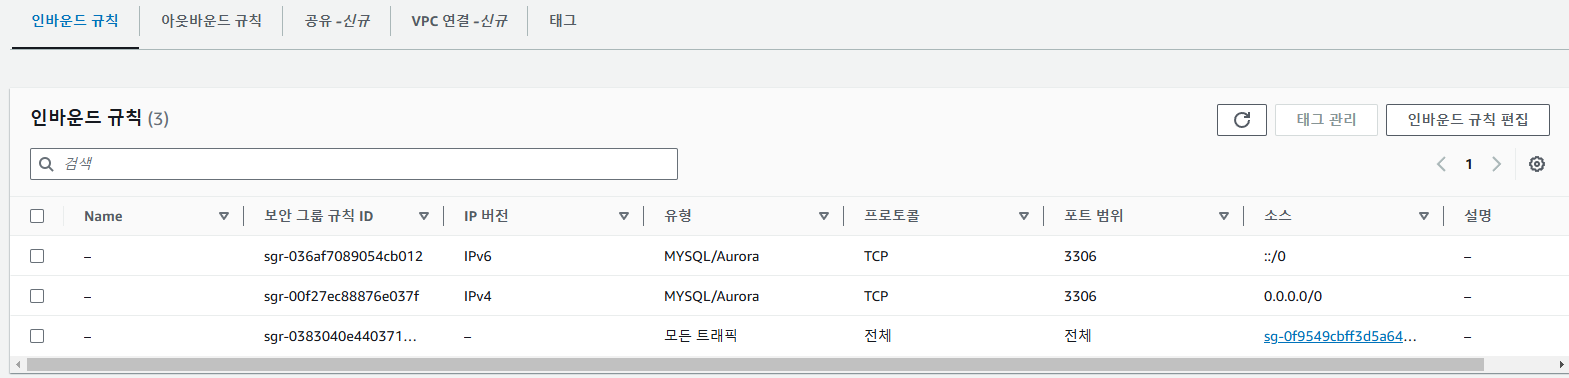 인바운드 규칙 아웃바운드 규칙 공유 -신규 VPC 연결 -신규 태그
인바운드 규칙 (3) 태그 관리 인바운드 규칙 편집
검색 1
Name 보안 그룹 규칙 ID IP 버전 유형 프로토콜 포트 범위 소스 설명
– sgr-036af7089054cb012 IPv6 MYSQL/Aurora TCP 3306 ::/0 –
– sgr-00f27ec88876e037f IPv4 MYSQL/Aurora TCP 3306 0.0.0.0/0 –
– sgr-0383040e440371... – 모든 트래픽 전체 전체 sg-0f9549cbff3d5a64... –